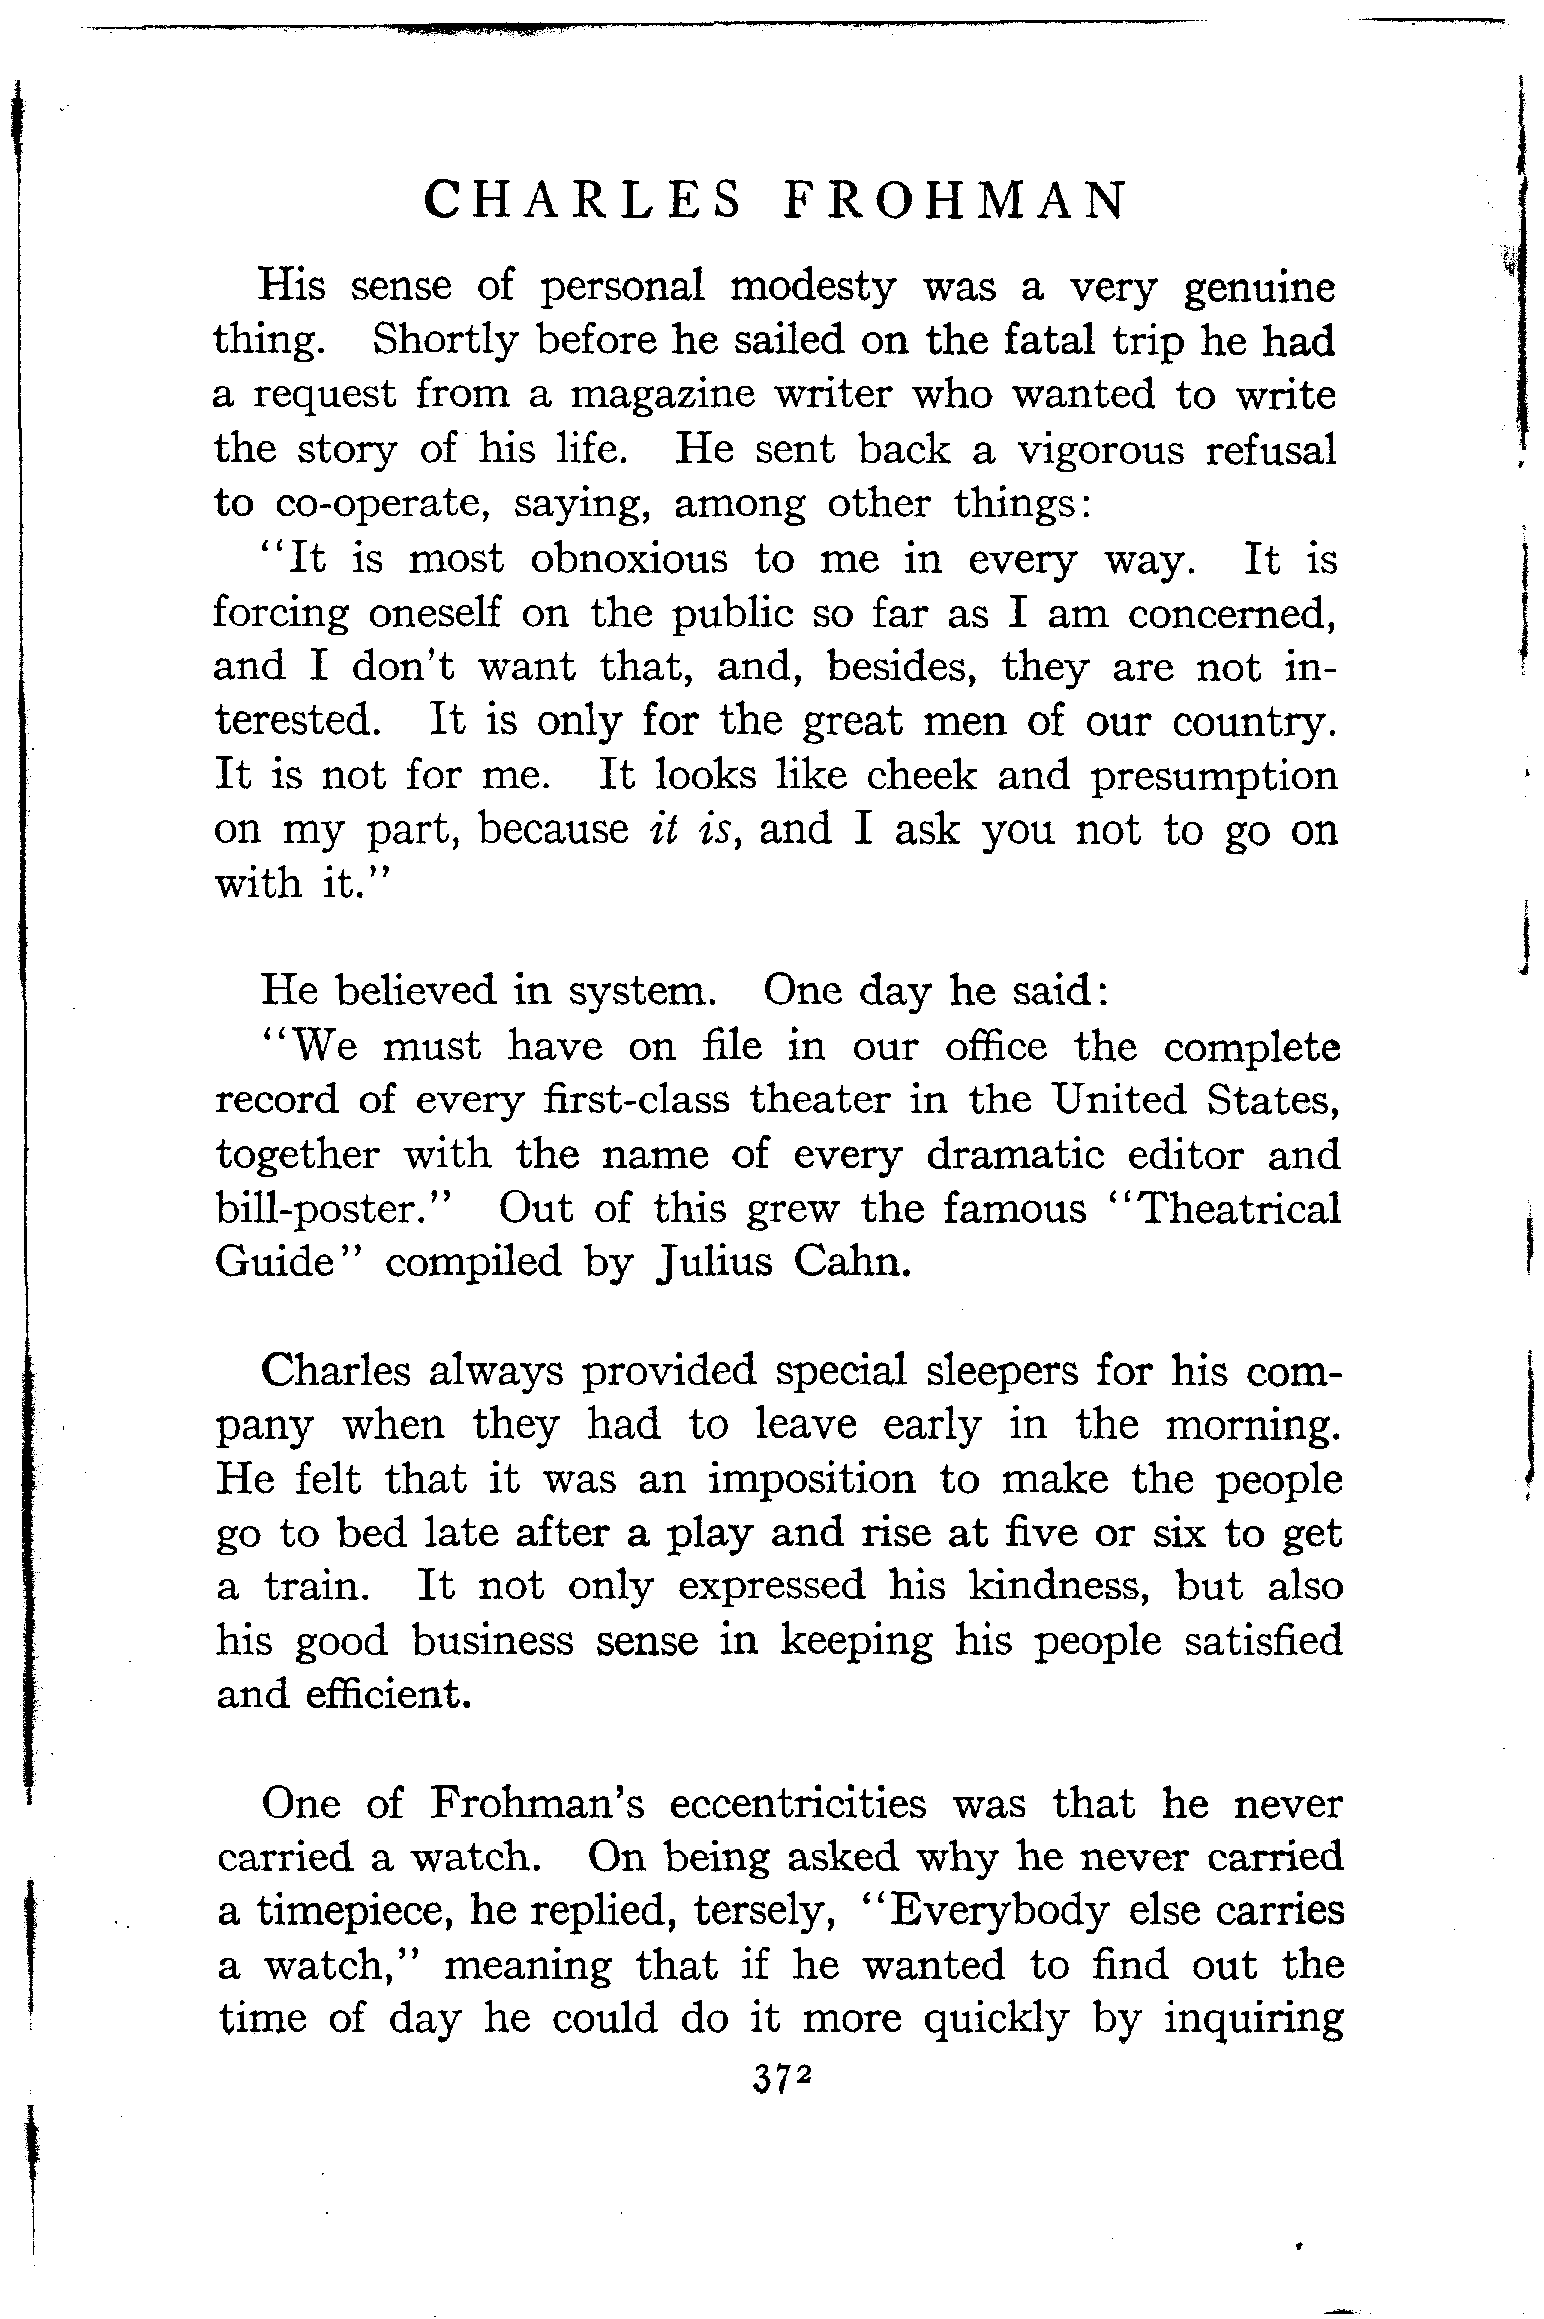 CHARLES FROHMAN
His sense of personal modesty was a very genuine
thing. Shortly before he sailed on the fatal trip he had
a request from a magazine writer who wanted to write
the story of his life. He sent back a vigorous refusal
to co-operate, saying, among other things:
"It is most obnoxious to me in every way. It is
forcing oneself on the public so far as I am concerned,
and I don't want that, and, besides, they are not in-
terested. It is only for the great men of our country.
It is not for me. It looks like cheek and presumption
on my part, because it is, and I ask you not to go on
with it."
He believed in system. One day he said:
"We must have on file in our office the complete
record of every first-class theater in the United States,
together with the name of every dramatic editor and
bill-poster." Out of this grew the famous "Theatrical
Guide" compiled by Julius Cahn.
Charles always provided special sleepers for his com-
pany when they had to leave early in the morning.
He felt that it was an imposition to make the people
go to bed late after a play and rise at five or six to get
a train. It not only expressed his kindness, but also
his good business sense in keeping his people satisfied
and efficient.
One of Frohman's eccentricities was that he never
carried a watch. On being asked why he never carried
a timepiece, he replied, tersely, "Everybody else carries
a watch," meaning that if he wanted to find out the
time of day he could do it more quickly by inquiring
372